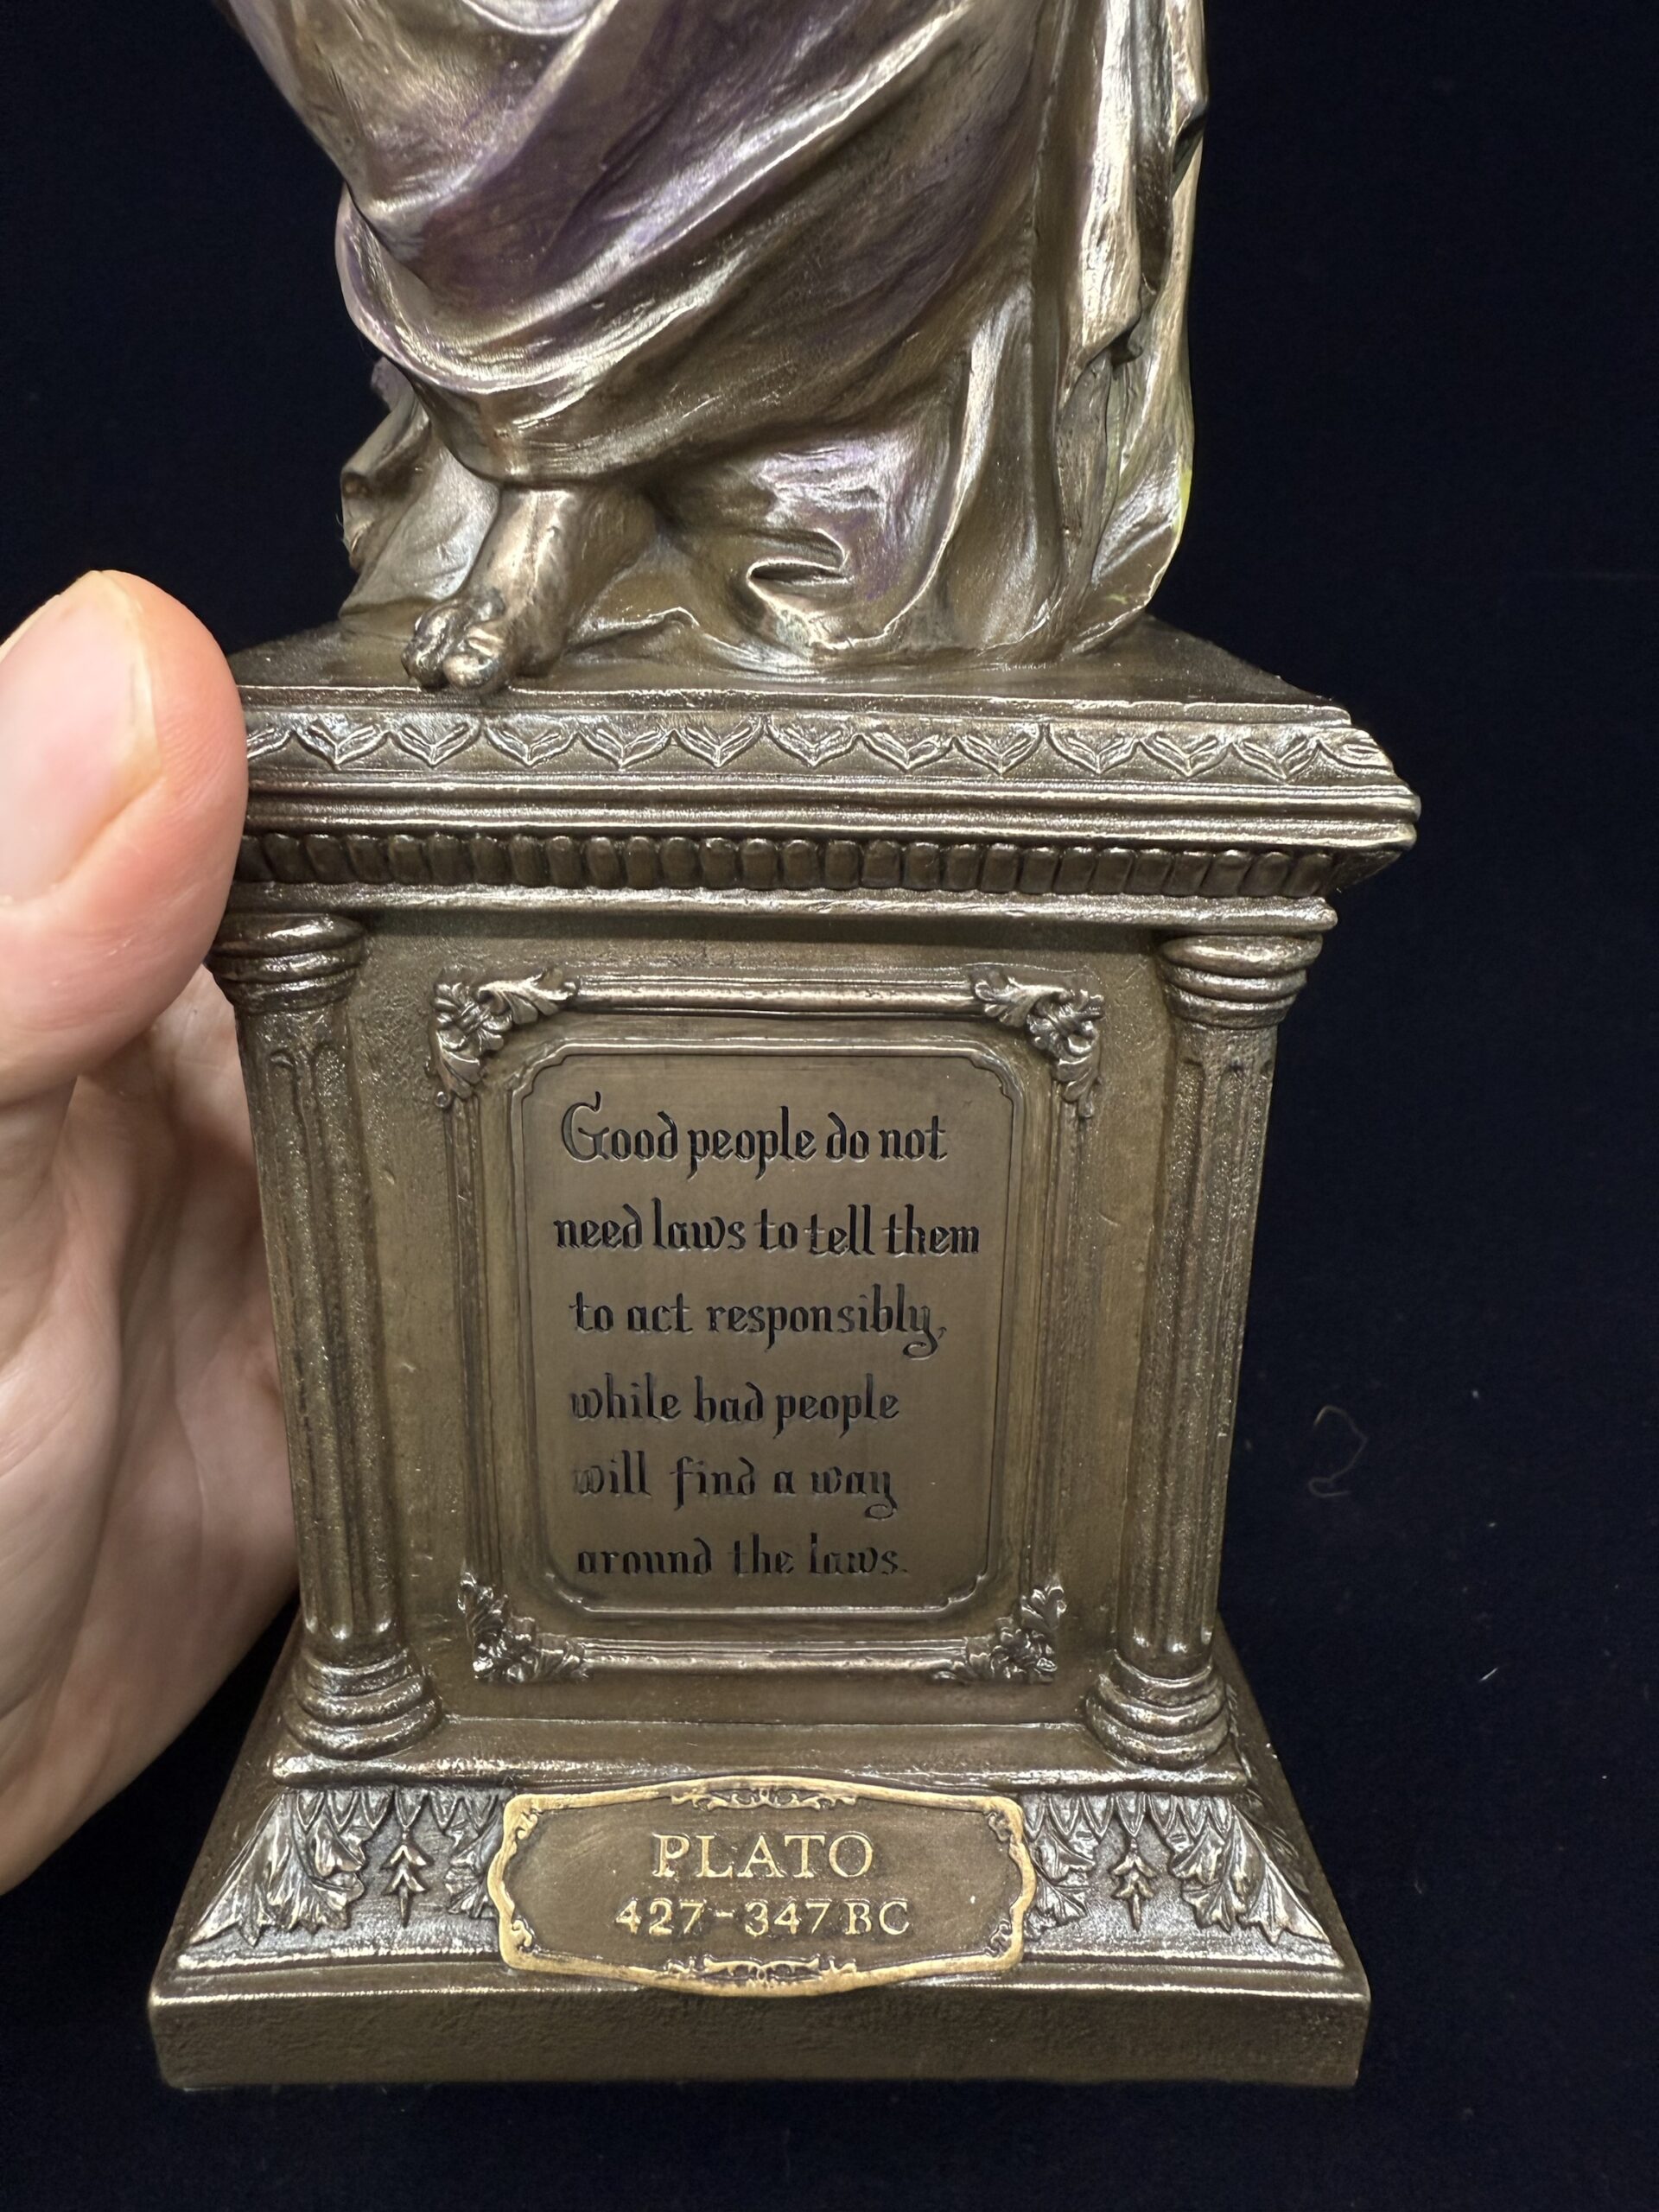 Good people do not
need laws to tell them
to act responsibly,
while bad people
will find a way
around the laws.
PLATO
427-347 BC